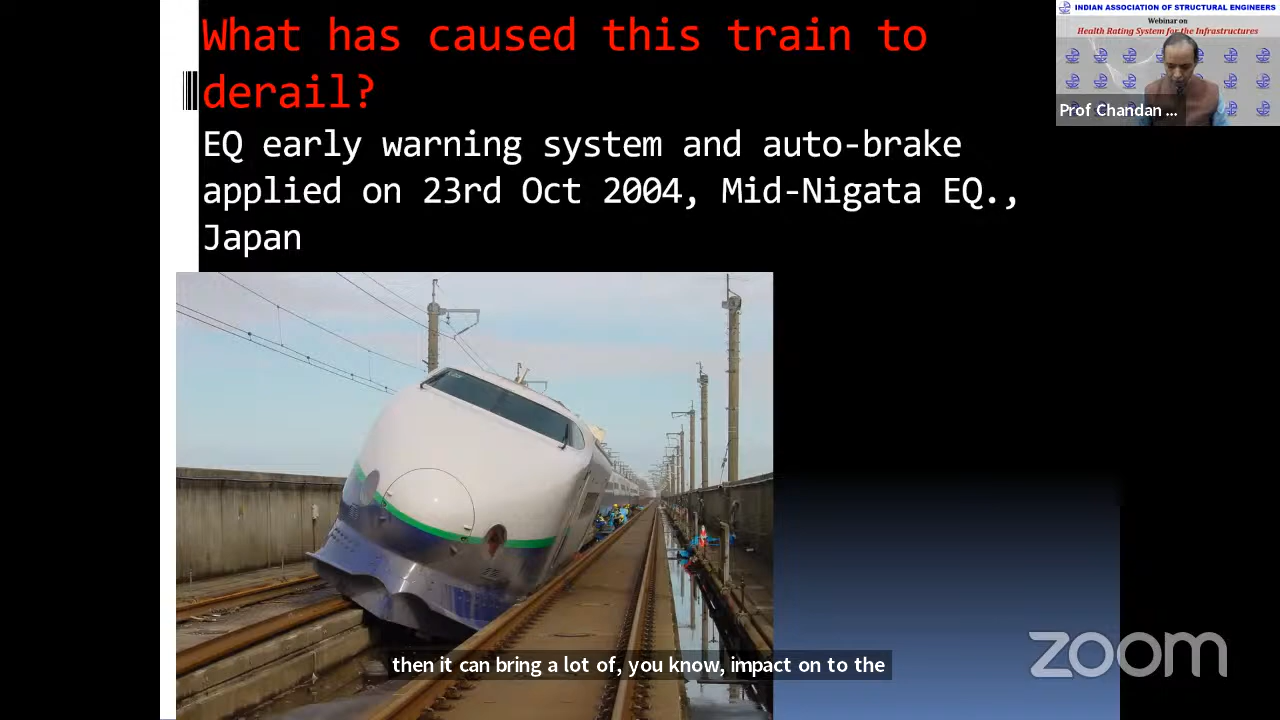 What has caused this train to
derail?
EQ early warning system and auto-brake
applied on 23rd Oct 2004, Mid-Nigata EQ.,
Japan
INDIAN ASSOCIATION OF STRUCTURAL ENGINEERS
Webinar on
Health Rating System for the Infrastructures
Prof Chandan ...
then it can bring a lot of, you know, impact on to the
zoom